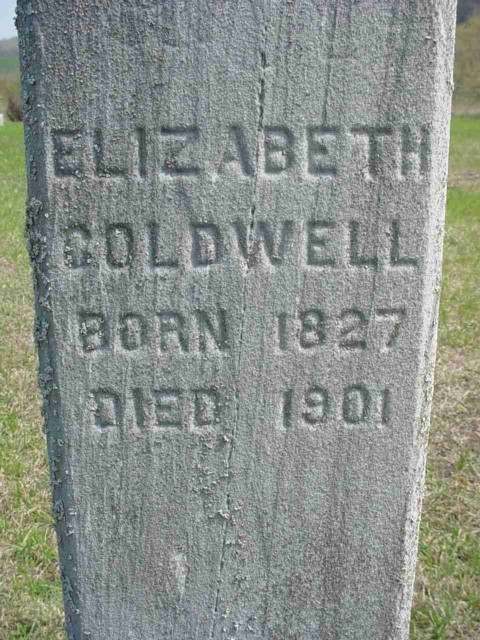 ELIZABETH
COLDWELL
BORN 1827
DIED 1901